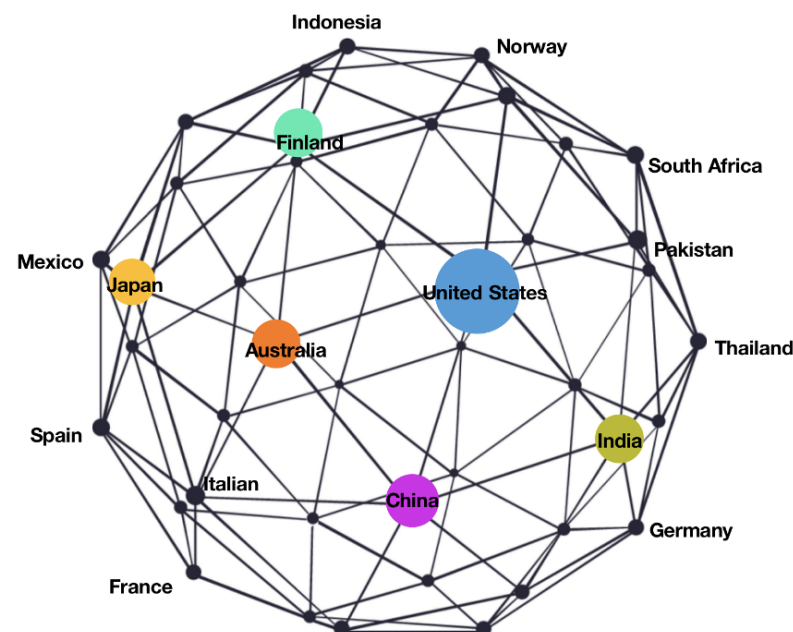 Indonesia
Norway
Finland
South Africa
Pakistan
Mexico
Japan
United States
Australia
Thailand
Spain
India
Italian
China
Germany
France